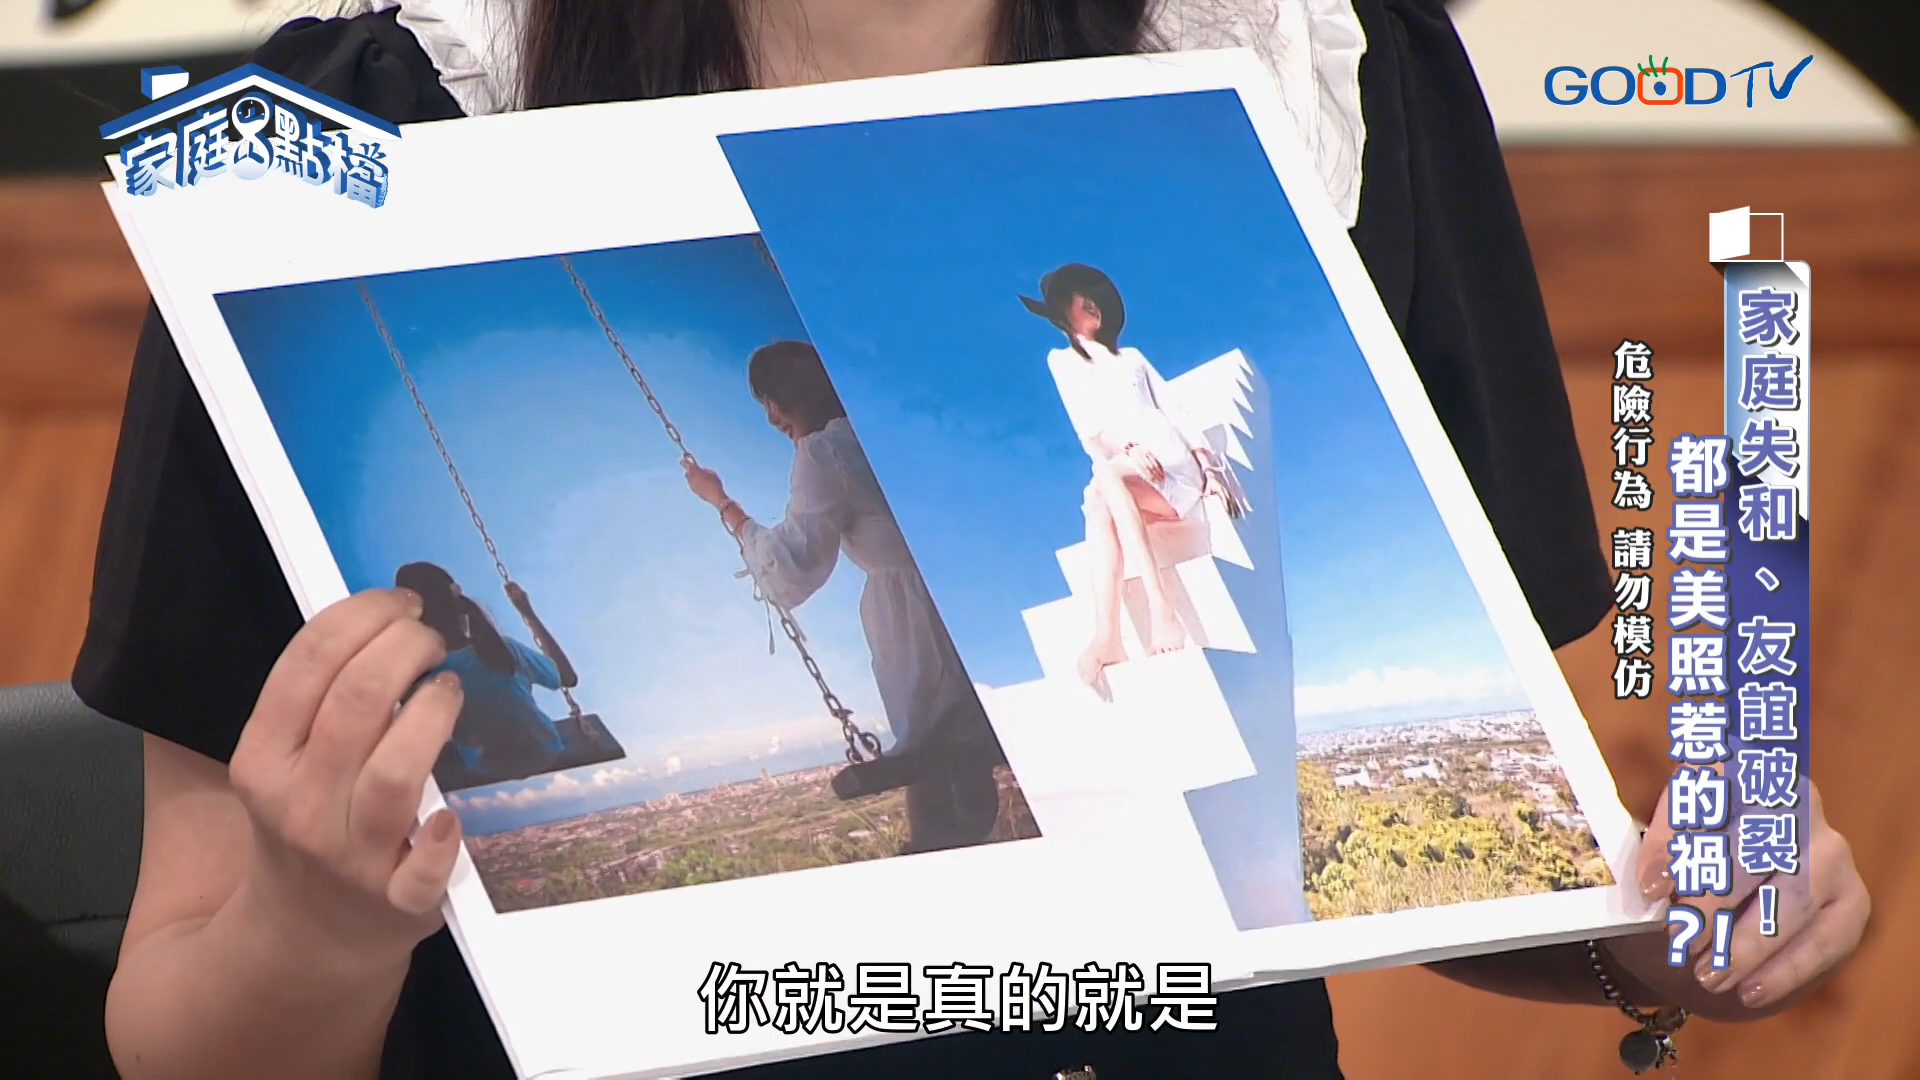 家庭8點檔
GOODTV
家庭失和、友誼破裂！
都是美照惹的禍?!
危險行為 請勿模仿
你就是真的就是